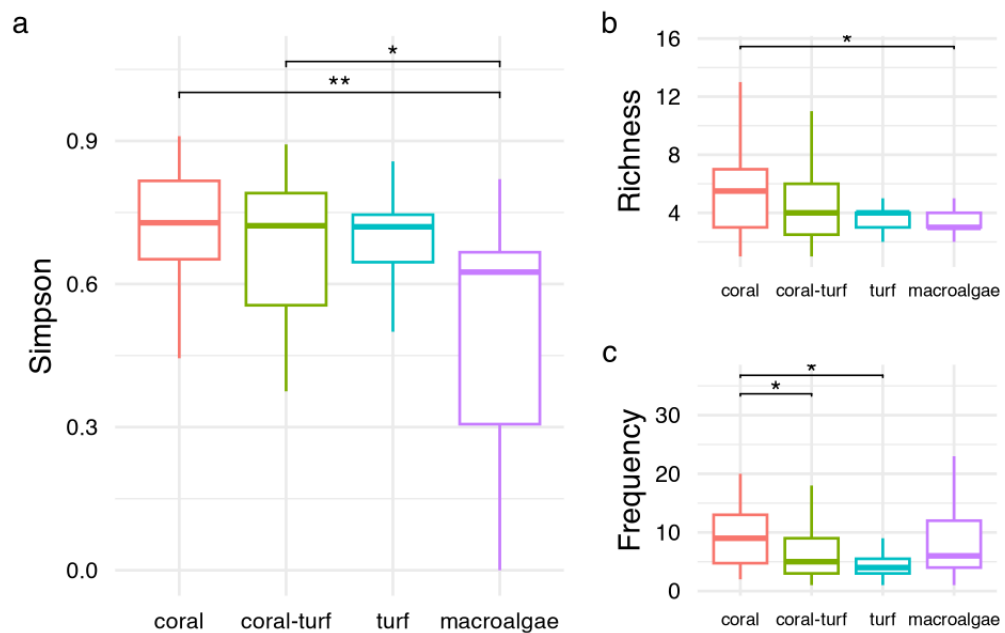 a
*
**
0.9
0.6
0.3
0.0
Simpson
coral coral-turf turf macroalgae
b
*
16
12
8
4
Richness
coral coral-turf turf macroalgae
c
*
*
30
20
10
0
Frequency
coral coral-turf turf macroalgae